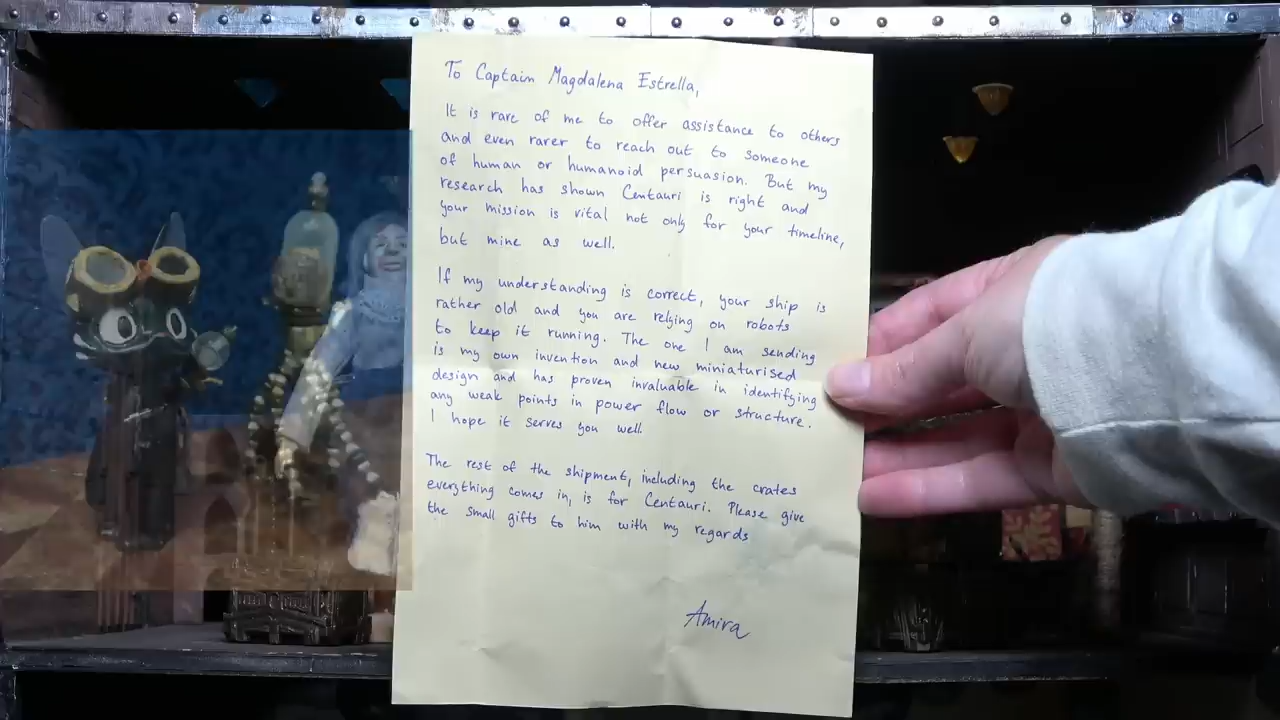 To Captain Magdalena Estrella,
It is rare of me to offer assistance to others
and even rarer to reach out to someone
of human or humanoid persuasion. But my
research has shown Centauri is right and
your mission is vital not only for your timeline,
but mine as well.
If my understanding is correct, your ship is
rather old and you are relying on robots
to keep it running. The one I am sending
is my own invention and new miniaturised
design and has proven invaluable in identifying
any weak points in power flow or structure.
I hope it serves you well.
The rest of the shipment, including the crates
everything comes in, is for Centauri. Please give
the small gifts to him with my regards
Amira